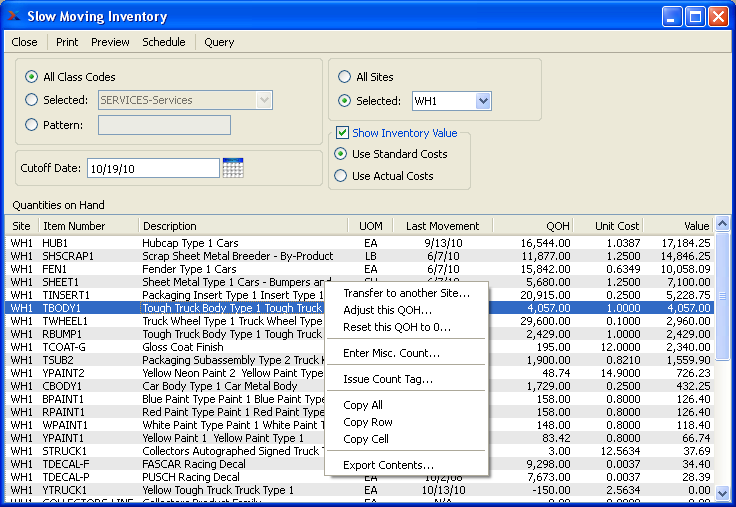 Slow Moving Inventory
Close Print Preview Schedule Query
All Class Codes
Selected: SERVICES-Services
Pattern:
All Sites
Selected: WH1
Show Inventory Value
Use Standard Costs
Use Actual Costs
Cutoff Date: 10/19/10
Quantities on Hand
Site Item Number Description UOM Last Movement QOH Unit Cost Value
WH1 HUB1 Hubcap Type 1 Cars EA 9/13/10 16,544.00 1.0387 17,184.25
WH1 SHSCRAP1 Scrap Sheet Metal Breeder - By-Product LB 6/7/10 11,877.00 1.2500 14,846.25
WH1 FEN1 Fender Type 1 Cars EA 6/7/10 15,842.00 0.6349 10,058.09
WH1 SHEET1 Sheet Metal Type 1 Cars - Bumpers and 5,680.00 1.2500 7,100.00
WH1 TINSERT1 Packaging Insert Type 1 Insert Type 1 20,915.00 0.2500 5,228.75
WH1 TBODY1 Tough Truck Body Type 1 Tough Truck 4,057.00 1.0000 4,057.00
WH1 TWHEEL1 Truck Wheel Type 1 Truck Wheel Type 29,600.00 0.1000 2,960.00
WH1 RBUMP1 Truck Bumper Type 1 Truck 2,429.00 1.0000 2,429.00
WH1 TCOAT-G Gloss Coat Finish 195.00 12.0000 2,340.00
WH1 TSUB2 Packaging Subassembly Type 2 Truck 1,900.00 0.8210 1,559.90
WH1 YPAINT2 Yellow Neon Paint 2 Yellow Paint Type 48.74 14.9000 726.23
WH1 CBODY1 Car Body Type 1 Car Metal Body 1,729.00 0.2500 432.25
WH1 BPAINT1 Blue Paint Type Paint 1 Blue Paint 158.00 0.8000 126.40
WH1 RPAINT1 Red Paint Type Paint 1 Red Paint 158.00 0.8000 126.40
WH1 WPAINT1 White Paint Type Paint 1 White Paint 148.00 0.8000 118.40
WH1 YPAINT1 Yellow Paint 1 Yellow Paint Type 1 83.42 0.8000 66.74
WH1 STRUCK1 Collectors Autographed Signed Truck 3.00 12.5634 37.69
WH1 TDECAL-F FASCAR Racing Decal 9,298.00 0.0037 34.40
WH1 TDECAL-P PUSCH Racing Decal EA 10/2/08 7,673.00 0.0037 28.39
WH1 YTRUCK1 Yellow Tough Truck Truck Type 1 EA 10/13/10 -150.00 2.5634 0.00
Transfer to another Site...
Adjust this QOH...
Reset this QOH to 0...
Enter Misc. Count...
Issue Count Tag...
Copy All
Copy Row
Copy Cell
Export Contents...